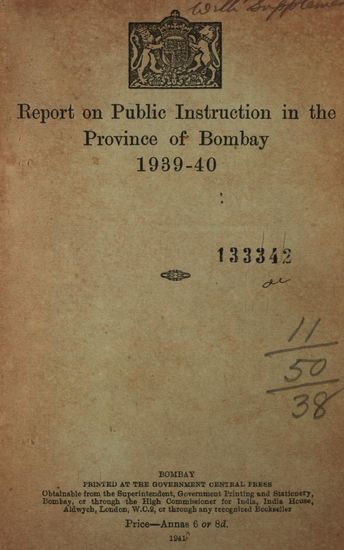 With Supplement
Report on Public Instruction in the
Province of Bombay
1939-40
133342
11
50
38
BOMBAY
PRINTED AT THE GOVERNMENT CENTRAL PRESS
Obtainable from the Superintendent, Government Printing and Stationery,
Bombay, or through the High Commissioner for India, India House,
Aldwych, London, W.C.2, or through any recognized Bookseller
Price—Annas 6 or 8d.
1941